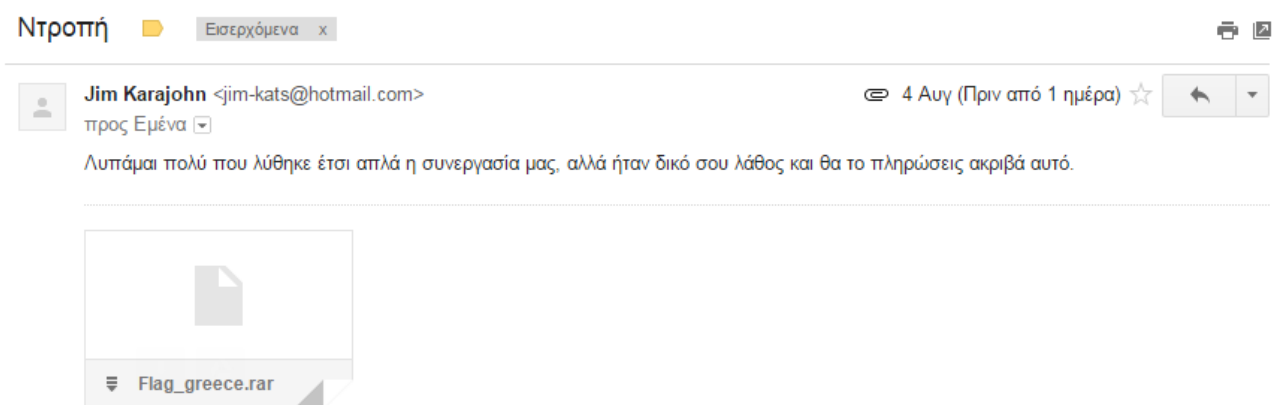 Ντροπή
Εισερχόμενα x
Jim Karajohn <jim-kats@hotmail.com>
4 Αυγ (Πριν από 1 ημέρα)
προς Εμένα
Λυπάμαι πολύ που λύθηκε έτσι απλά η συνεργασία μας, αλλά ήταν δικό σου λάθος και θα το πληρώσεις ακριβά αυτό.
Flag_greece.rar